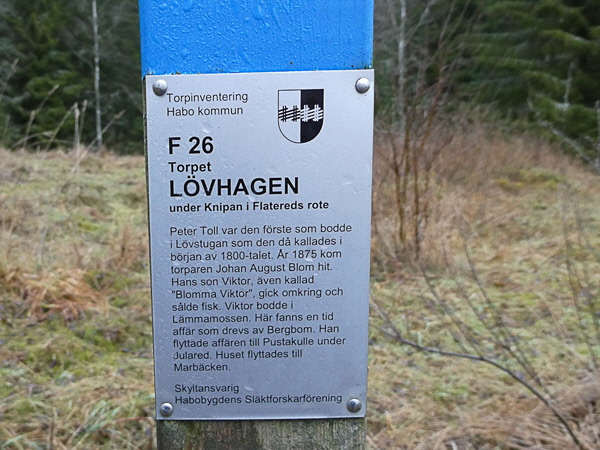 Torpinventering
Habo kommun
F 26
Torpet
LÖVHAGEN
under Knipan i Flatereds rote
Peter Toll var den förste som bodde
i Lövstugan som den då kallades i
början av 1800-talet. År 1875 kom
torparen Johan August Blom hit.
Hans son Viktor, även kallad
"Blomma Viktor", gick omkring och
sålde fisk. Viktor bodde i
Lämmamossen. Här fanns en tid
affär som drevs av Bergbom. Han
flyttade affären till Pustakulle under
Julared. Huset flyttades till
Marbäcken.
Skyltansvarig
Habobygdens Släktforskarförening